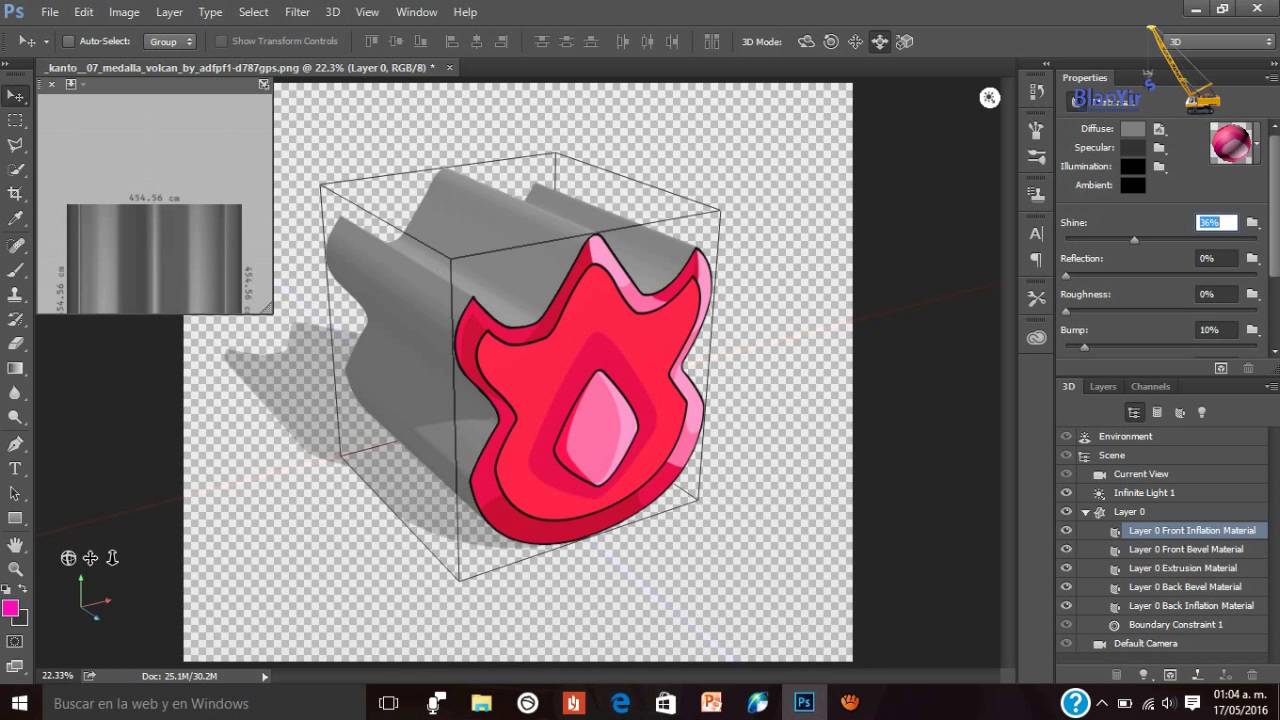 Ps File Edit Image Layer Type Select Filter 3D View Window Help
Auto-Select: Group Show Transform Controls 3D Mode: 3D
_kanto__07_medalla_volcan_by_adfpf1-d787gps.png @ 22.3% (Layer 0, RGB/8) * ×
Properties
BlanYir
Diffuse:
Specular:
Illumination:
Ambient:
Shine: 36%
Reflection: 0%
Roughness: 0%
Bump: 10%
454.56 cm
54.56 cm
454.56 cm
3D Layers Channels
Environment
Scene
Current View
Infinite Light 1
Layer 0
Layer 0 Front Inflation Material
Layer 0 Front Bevel Material
Layer 0 Extrusion Material
Layer 0 Back Bevel Material
Layer 0 Back Inflation Material
Boundary Constraint 1
Default Camera
22.33% Doc: 25.1M/30.2M
Buscar en la web y en Windows
01:04 a. m.
17/05/2016